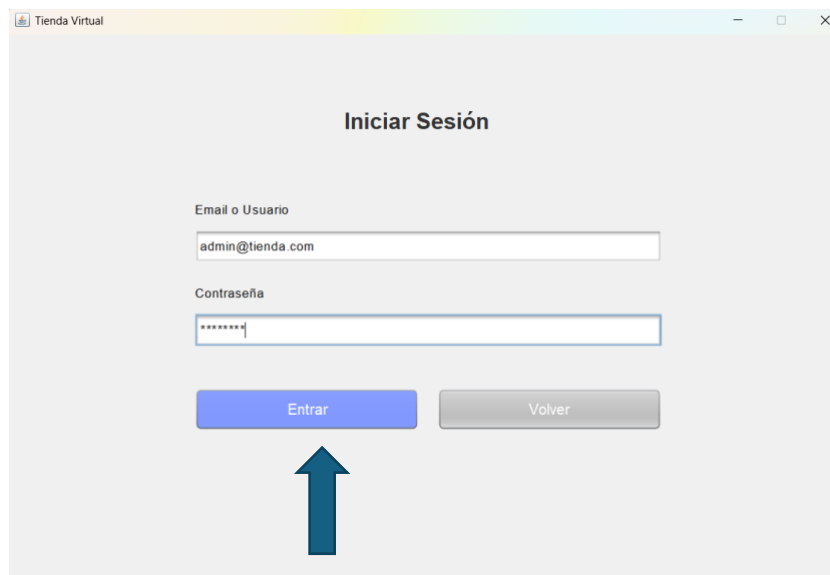 Tienda Virtual
Iniciar Sesión
Email o Usuario
admin@tienda.com
Contraseña
********
Entrar
Volver